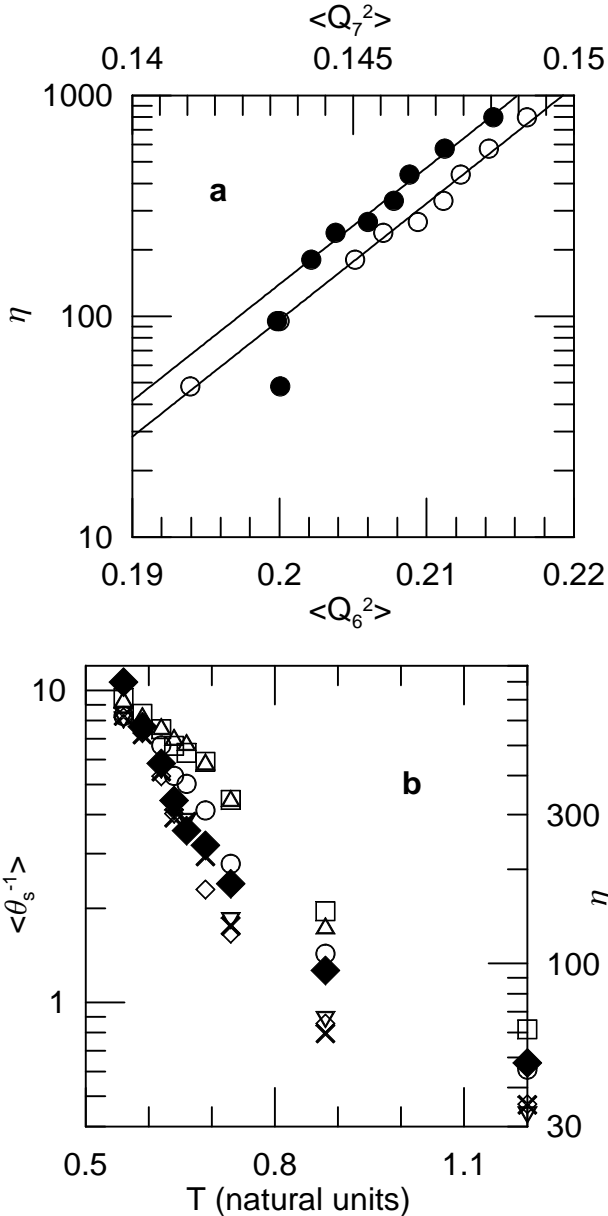 <Q₇²>
0.14 0.145 0.15
1000
a
η
100
10
0.19 0.2 0.21 0.22
<Q₆²>
10
b
300
<θₛ⁻¹>
η
100
1
30
0.5 0.8 1.1
T (natural units)